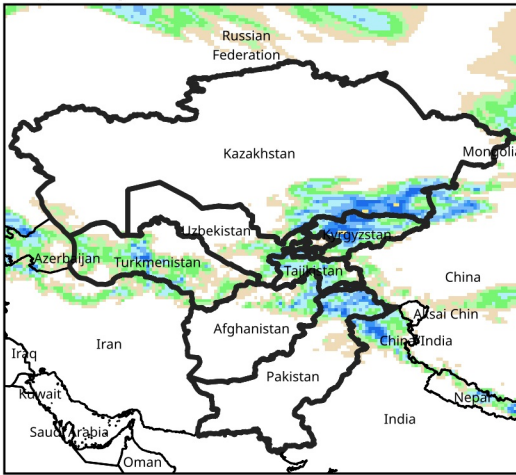 Russian
Federation
Kazakhstan
Mongolia
Uzbekistan
Kyrgyzstan
Azerbaijan
Turkmenistan
Tajikistan
China
Aksai Chin
Afghanistan
China/India
Iran
Iraq
Pakistan
Kuwait
Nepal
India
Saudi Arabia
Oman